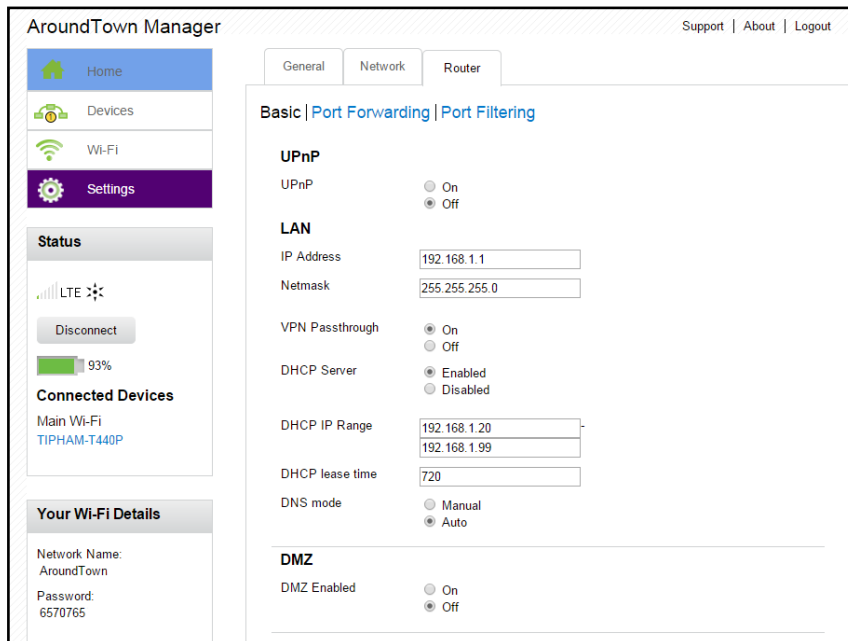 AroundTown Manager
Support | About | Logout
Home
Devices
Wi-Fi
Settings
Status
LTE
Disconnect
93%
Connected Devices
Main Wi-Fi
TIPHAM-T440P
Your Wi-Fi Details
Network Name:
AroundTown
Password:
6570765
General
Network
Router
Basic | Port Forwarding | Port Filtering
UPnP
UPnP
On
Off
LAN
IP Address
192.168.1.1
Netmask
255.255.255.0
VPN Passthrough
On
Off
DHCP Server
Enabled
Disabled
DHCP IP Range
192.168.1.20 -
192.168.1.99
DHCP lease time
720
DNS mode
Manual
Auto
DMZ
DMZ Enabled
On
Off